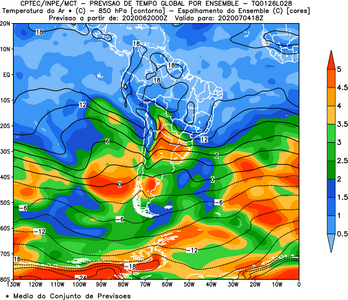 CPTEC/INPE/MCT - PREVISAO DE TEMPO GLOBAL POR ENSEMBLE - TQ0126L028
Temperatura do Ar * (C) - 850 hPa [contorno] - Espalhamento do Ensemble (C) [cores]
Previsao a partir de: 2020062000Z Valido para: 2020070418Z
20N
10N
EQ
10S
20S
30S
40S
50S
60S
70S
80S
130W 120W 110W 100W 90W 80W 70W 60W 50W 40W 30W 20W 10W 0
5
4.5
4
3.5
3
2.5
2
1.5
1
0.5
18
18
18
12
12
12
6
6
6
-6
-6
-6
-12
-12
-18
-18
-24
* Media do Conjunto de Previsoes